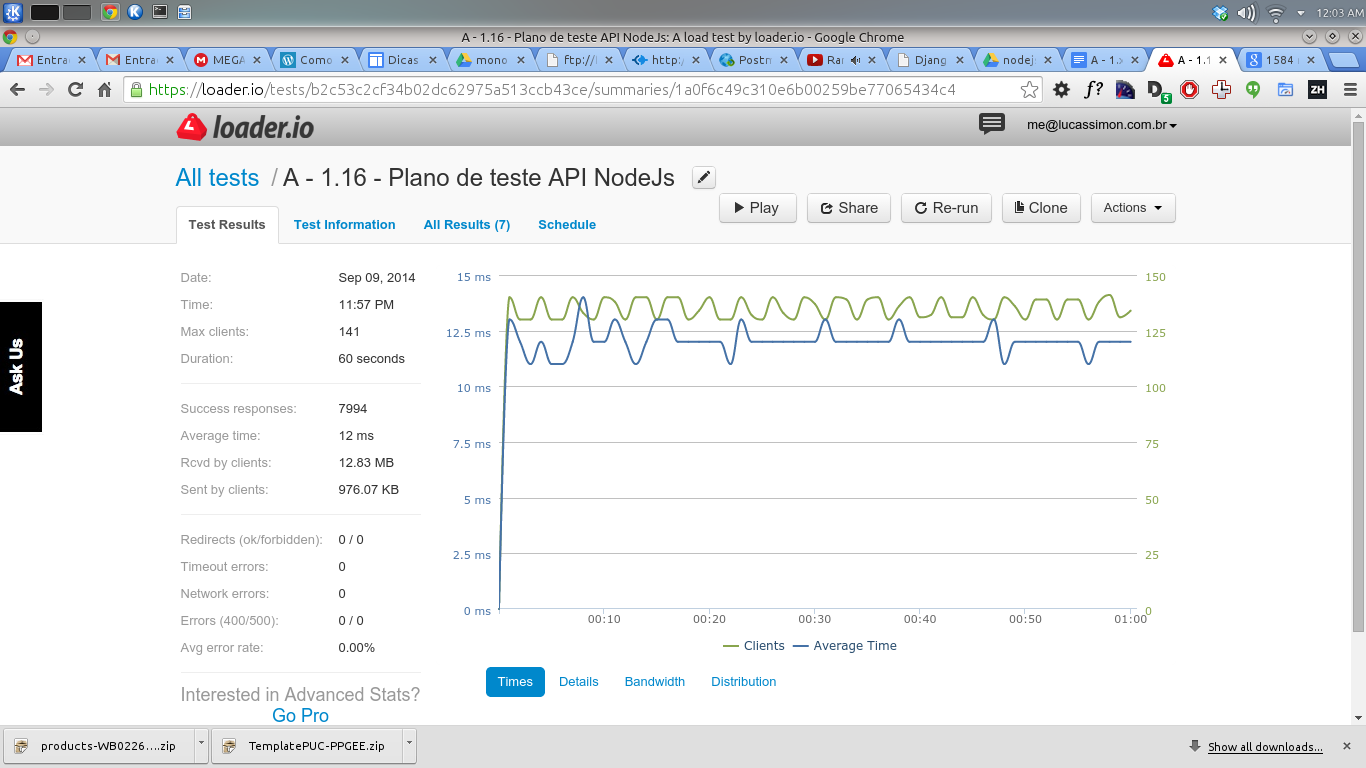 12:03 AM
A - 1.16 - Plano de teste API NodeJs: A load test by loader.io - Google Chrome
Entra
Entra
MEGA
Como
Dicas
mono
ftp://
http:
Postm
Ran
Djang
nodej
A - 1.
A - 1.1
1584
https://loader.io/tests/b2c53c2cf34b02dc62975a513ccb43ce/summaries/1a0f6c49c310e6b00259be77065434c4
f?
D
5
ZH
loader.io
me@lucassimon.com.br
All tests / A - 1.16 - Plano de teste API NodeJs
Play
Share
Re-run
Clone
Actions
Test Results
Test Information
All Results (7)
Schedule
Ask Us
Date: Sep 09, 2014
Time: 11:57 PM
Max clients: 141
Duration: 60 seconds
Success responses: 7994
Average time: 12 ms
Rcvd by clients: 12.83 MB
Sent by clients: 976.07 KB
Redirects (ok/forbidden): 0 / 0
Timeout errors: 0
Network errors: 0
Errors (400/500): 0 / 0
Avg error rate: 0.00%
Interested in Advanced Stats?
Go Pro
15 ms
12.5 ms
10 ms
7.5 ms
5 ms
2.5 ms
0 ms
150
125
100
75
50
25
0
00:10
00:20
00:30
00:40
00:50
01:00
Clients
Average Time
Times
Details
Bandwidth
Distribution
products-WB0226....zip
TemplatePUC-PPGEE.zip
Show all downloads...